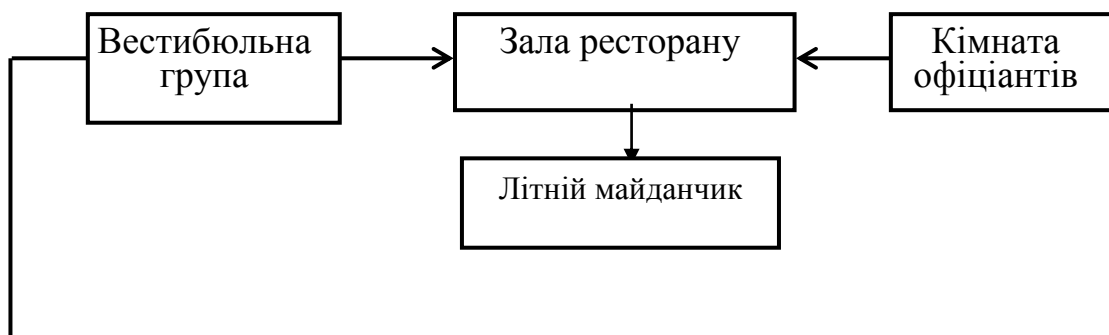 Вестибюльна
група
Зала ресторану
Кімната
офіціантів
Літній майданчик